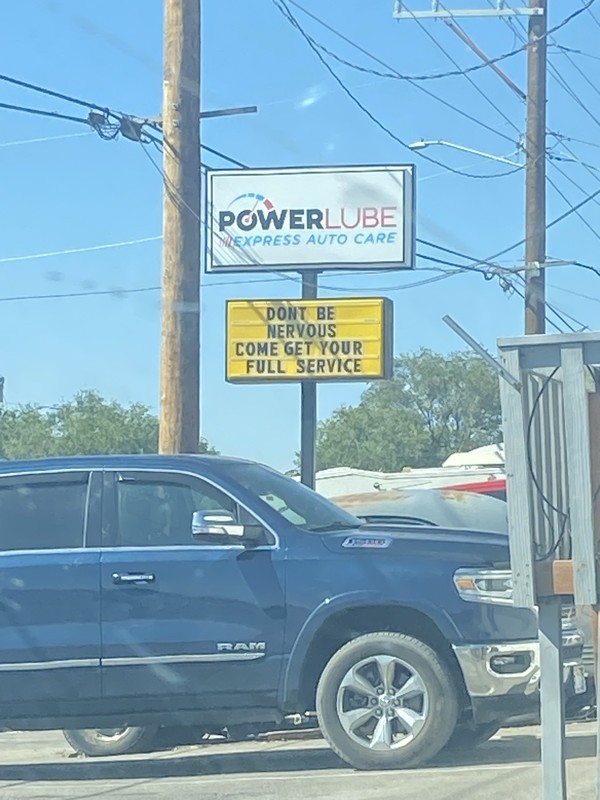 POWERLUBE
EXPRESS AUTO CARE
DONT BE
NERVOUS
COME GET YOUR
FULL SERVICE
RAM